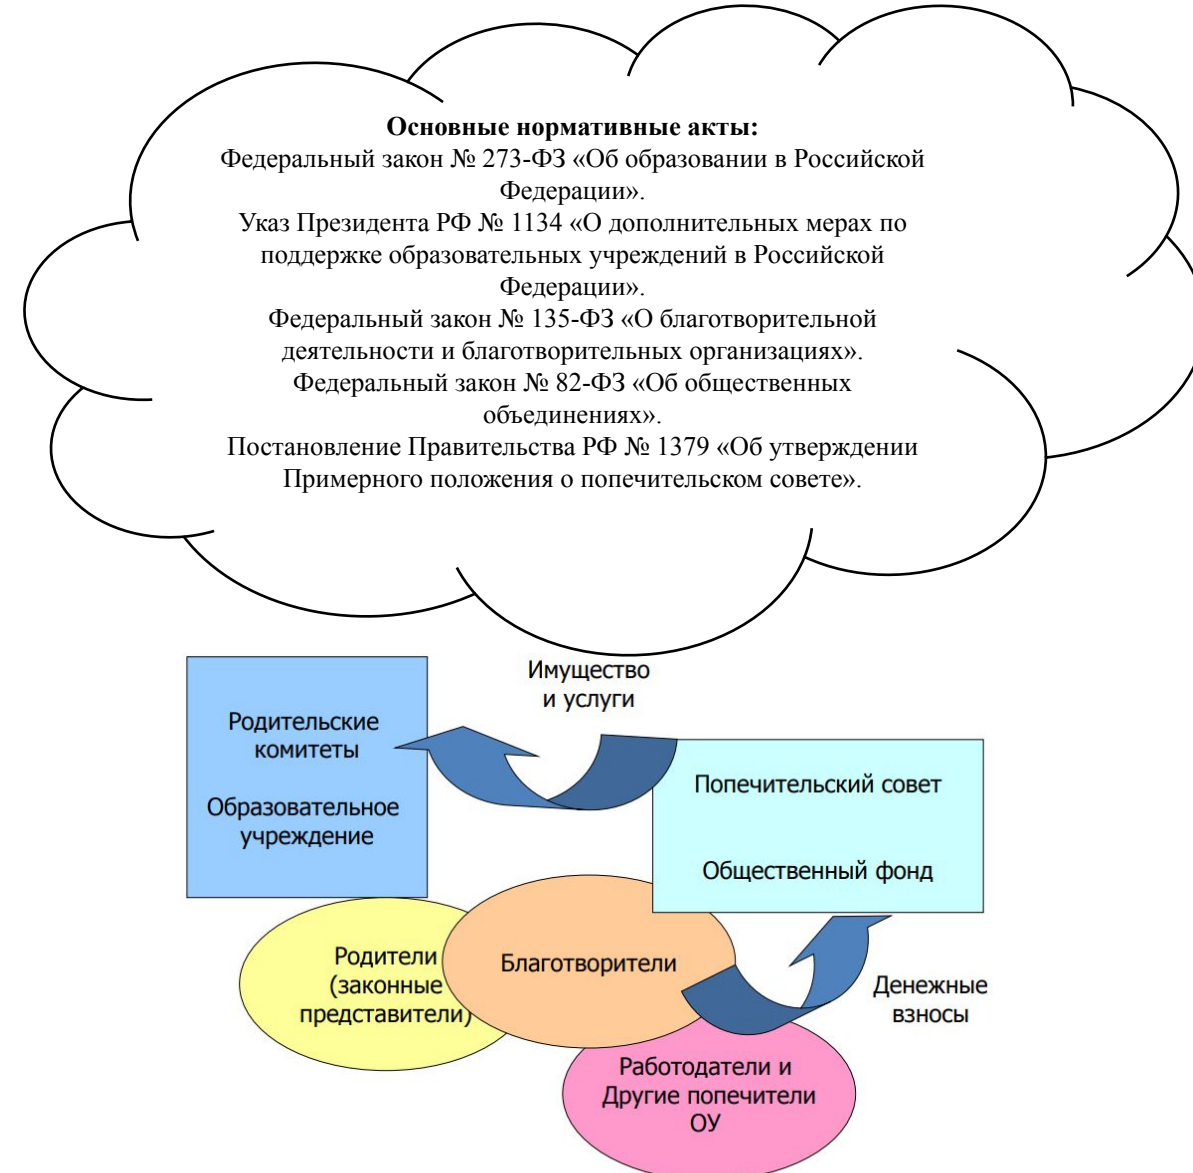 Основные нормативные акты:
Федеральный закон № 273-ФЗ «Об образовании в Российской
Федерации».
Указ Президента РФ № 1134 «О дополнительных мерах по
поддержке образовательных учреждений в Российской
Федерации».
Федеральный закон № 135-ФЗ «О благотворительной
деятельности и благотворительных организациях».
Федеральный закон № 82-ФЗ «Об общественных
объединениях».
Постановление Правительства РФ № 1379 «Об утверждении
Примерного положения о попечительском совете».
Имущество
и услуги
Родительские
комитеты
Образовательное
учреждение
Попечительский совет
Общественный фонд
Родители
(законные
представители)
Благотворители
Денежные
взносы
Работодатели и
Другие попечители
ОУ